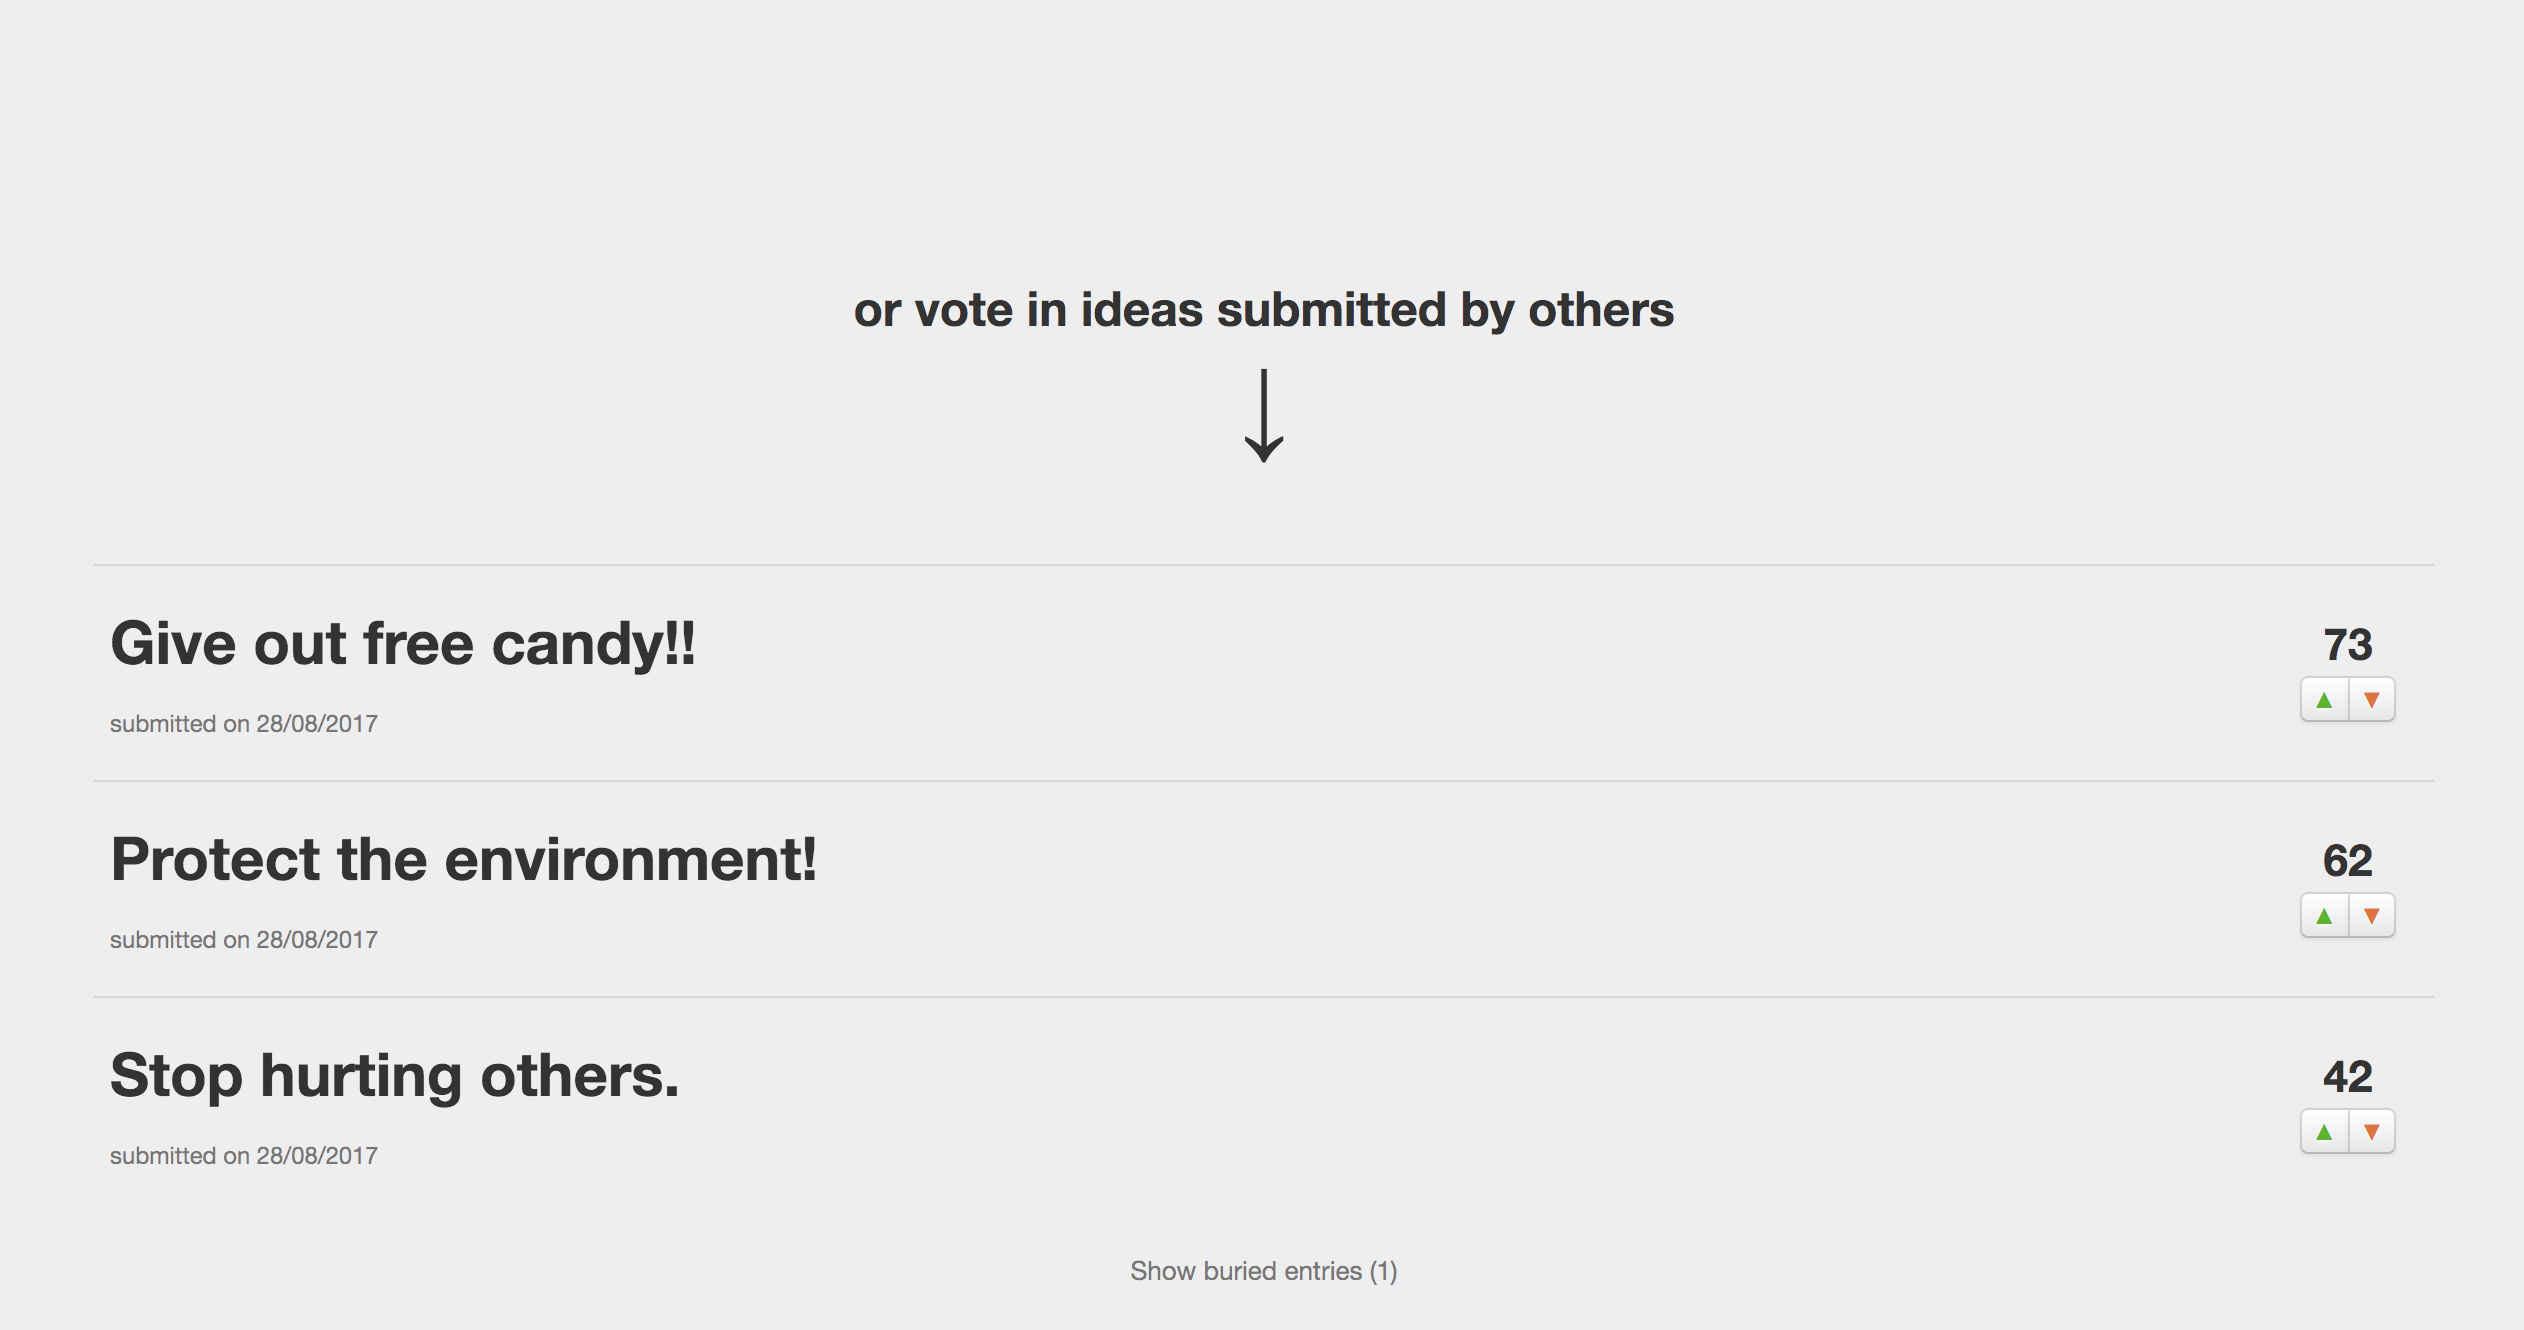 or vote in ideas submitted by others
Give out free candy!!
73
submitted on 28/08/2017
Protect the environment!
62
submitted on 28/08/2017
Stop hurting others.
42
submitted on 28/08/2017
Show buried entries (1)